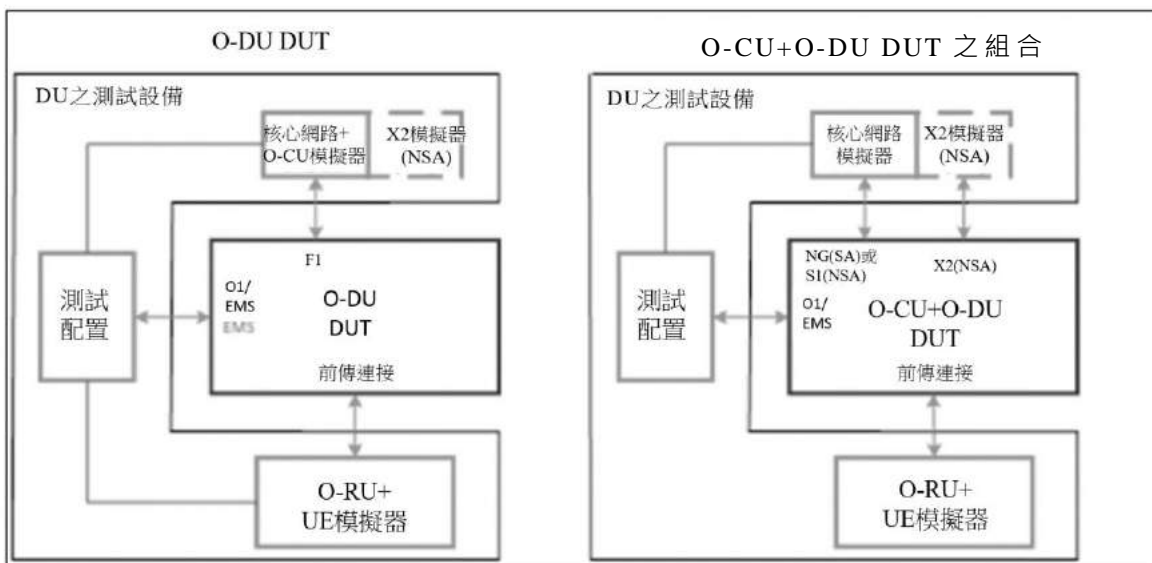 O-DU DUT
DU之測試設備
核心網路+
O-CU模擬器
X2模擬器
(NSA)
測試
配置
F1
O1/
EMS
EMS
O-DU
DUT
前傳連接
O-RU+
UE模擬器
O-CU+O-DU DUT 之組合
DU之測試設備
核心網路
模擬器
X2模擬器
(NSA)
測試
配置
NG(SA)或
S1(NSA)
X2(NSA)
O1/
EMS
O-CU+O-DU
DUT
前傳連接
O-RU+
UE模擬器